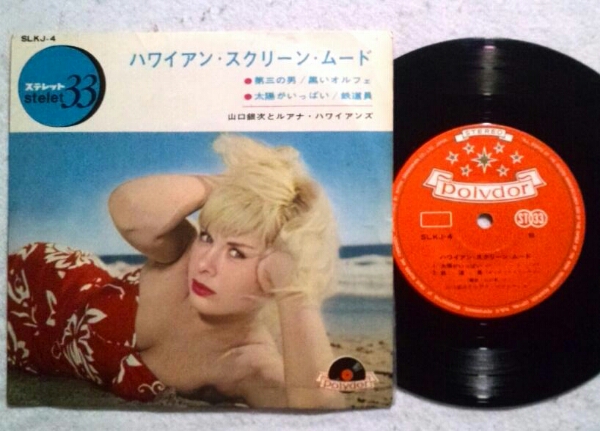 SLKJ-4
ステレット
stelet 33
ハワイアン・スクリーン・ムード
●第三の男/黒いオルフェ
●太陽がいっぱい/鉄道員
山口銀次とルアナ・ハワイアンズ
Polydor
STEREO
Polydor
ST33
SLKJ-4
ハワイアン・スクリーン・ムード